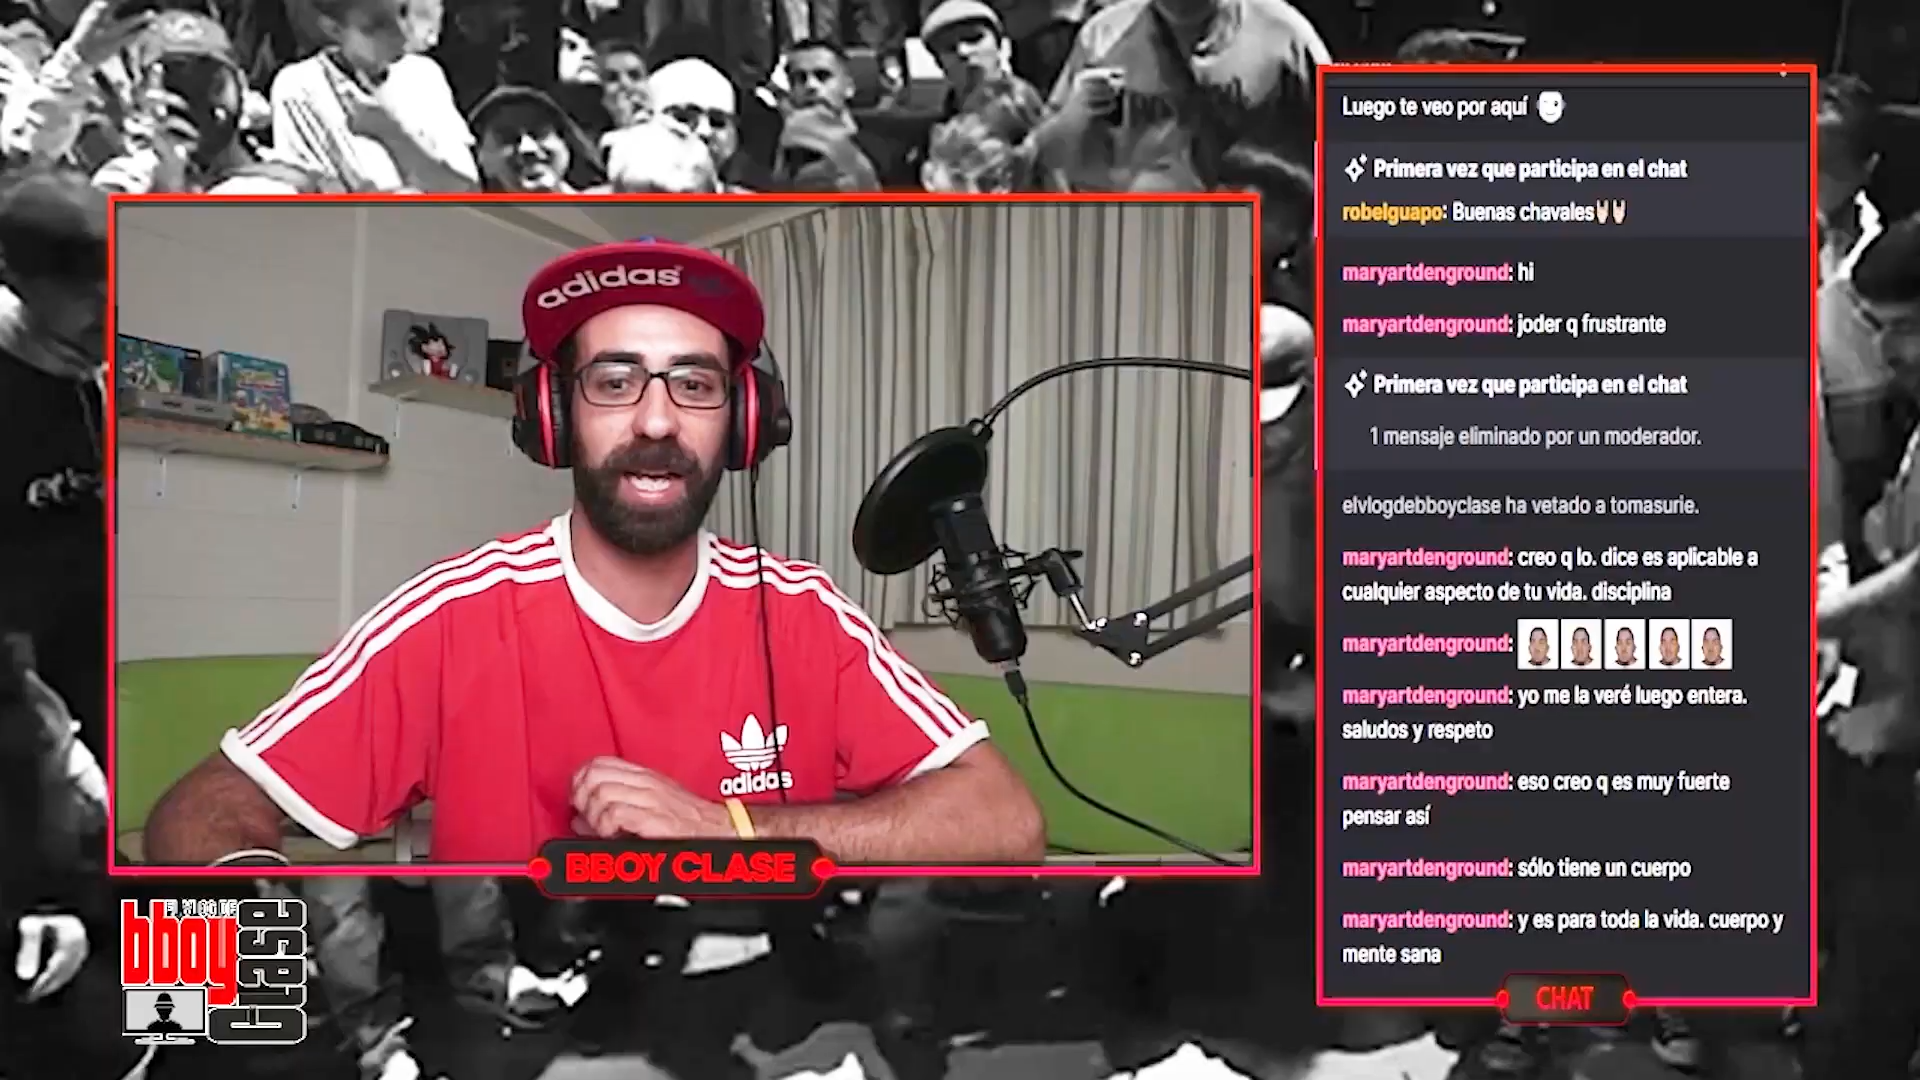 adidas
adidas
BBOY CLASE
EL VLOG DE
bboy
Clase
Luego te veo por aquí
Primera vez que participa en el chat
robelguapo: Buenas chavales
maryartdenground: hi
maryartdenground: joder q frustrante
Primera vez que participa en el chat
1 mensaje eliminado por un moderador.
elvlogdebboyclase ha vetado a tomasurie.
maryartdenground: creo q lo. dice es aplicable a
cualquier aspecto de tu vida. disciplina
maryartdenground:
maryartdenground: yo me la veré luego entera.
saludos y respeto
maryartdenground: eso creo q es muy fuerte
pensar así
maryartdenground: sólo tiene un cuerpo
maryartdenground: y es para toda la vida. cuerpo y
mente sana
CHAT